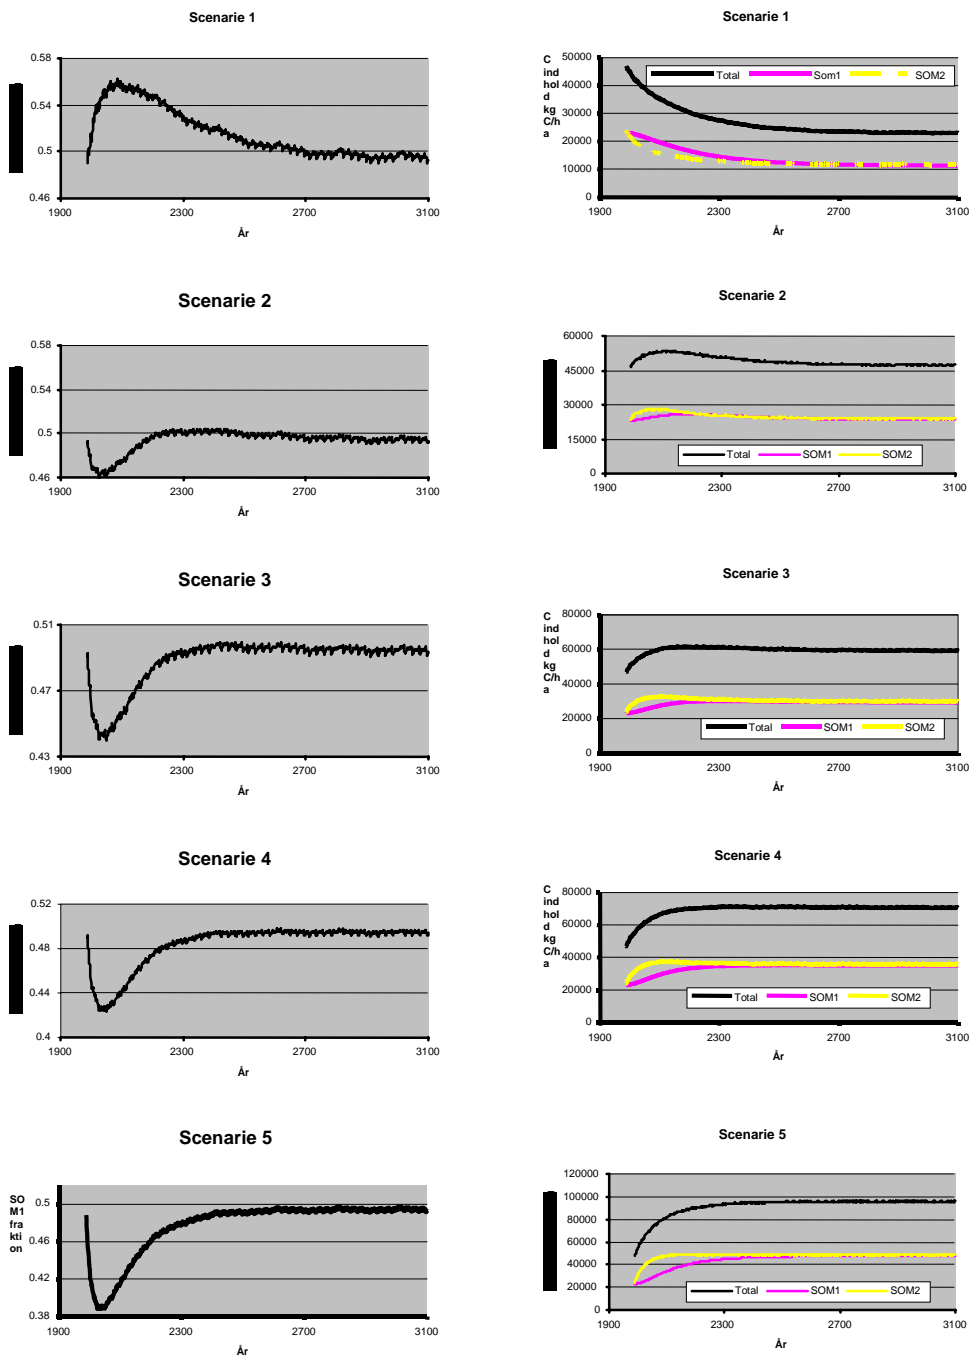 Scenarie 1
0.58
0.54
0.5
0.46
1900
2300
2700
3100
År
Scenarie 1
C
ind
hol
d
kg
C/h
a
50000
40000
30000
20000
10000
0
Total
Som1
SOM2
1900
2300
2700
3100
År
Scenarie 2
0.58
0.54
0.5
0.46
1900
2300
2700
3100
År
Scenarie 2
60000
45000
30000
15000
0
Total
SOM1
SOM2
1900
2300
2700
3100
År
Scenarie 3
0.51
0.47
0.43
1900
2300
2700
3100
År
Scenarie 3
C
ind
hol
d
kg
C/h
a
80000
60000
40000
20000
0
Total
SOM1
SOM2
1900
2300
2700
3100
År
Scenarie 4
0.52
0.48
0.44
0.4
1900
2300
2700
3100
År
Scenarie 4
C
ind
hol
d
kg
C/h
a
80000
60000
40000
20000
0
Total
SOM1
SOM2
1900
2300
2700
3100
År
Scenarie 5
SO
M1
fra
kti
on
0.5
0.46
0.42
0.38
1900
2300
2700
3100
År
Scenarie 5
120000
100000
80000
60000
40000
20000
0
Total
SOM1
SOM2
1900
2300
2700
3100
År